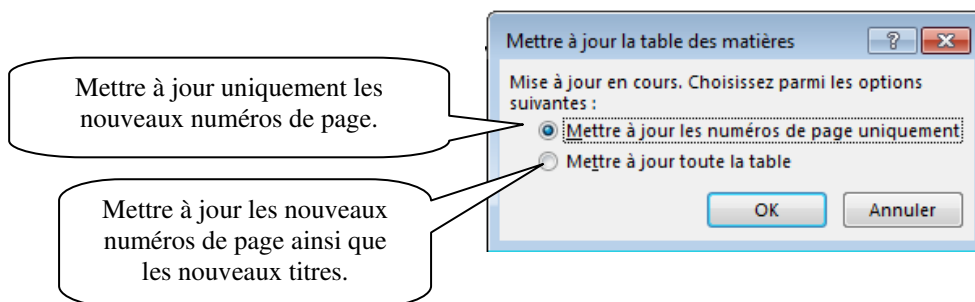 Mettre à jour uniquement les
nouveaux numéros de page.
Mettre à jour les nouveaux
numéros de page ainsi que
les nouveaux titres.
Mettre à jour la table des matières
?
Mise à jour en cours. Choisissez parmi les options
suivantes :
Mettre à jour les numéros de page uniquement
Mettre à jour toute la table
OK
Annuler